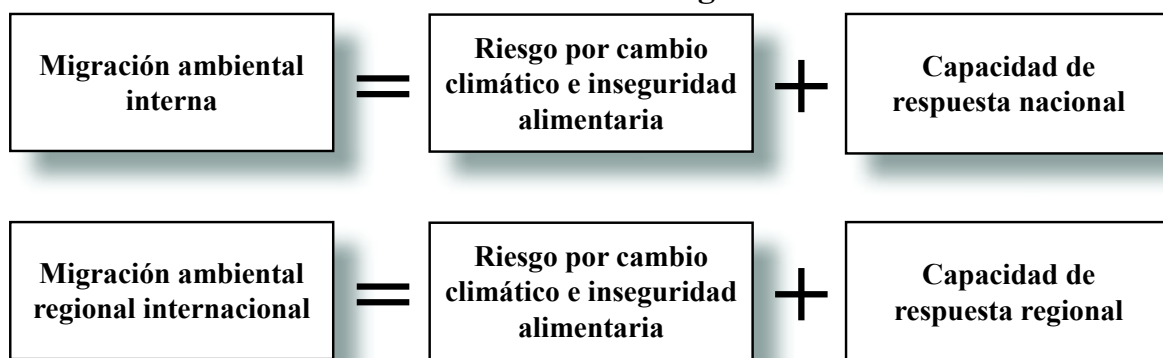 Migración ambiental
interna
=
Riesgo por cambio
climático e inseguridad
alimentaria
+
Capacidad de
respuesta nacional
Migración ambiental
regional internacional
=
Riesgo por cambio
climático e inseguridad
alimentaria
+
Capacidad de
respuesta regional